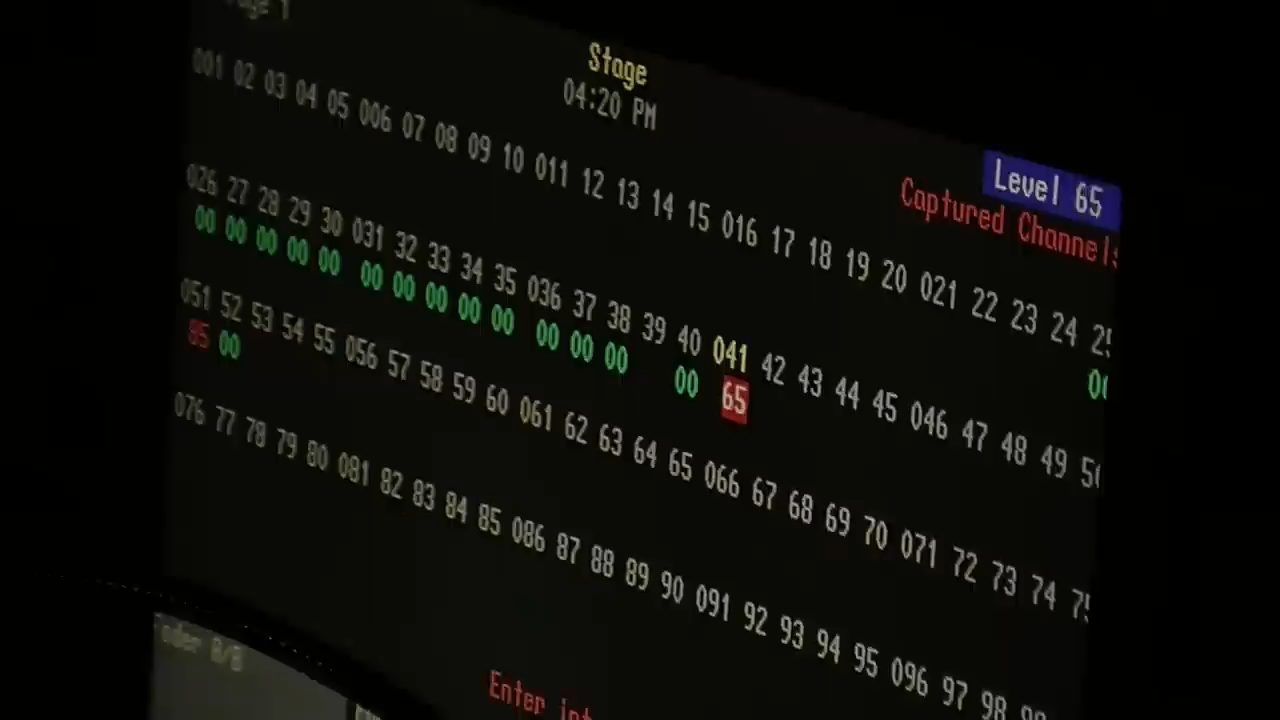 Stage
04:20 PM
Level 65
Captured Channels
001 02 03 04 05 006 07 08 09 10 011 12 13 14 15 016 17 18 19 20 021 22 23 24 25
00
026 27 28 29 30 031 32 33 34 35 036 37 38 39 40 041 42 43 44 45 046 47 48 49 50
00 00 00 00 00 00 00 00 00 00 00 00 00 00 65
051 52 53 54 55 056 57 58 59 60 061 62 63 64 65 066 67 68 69 70 071 72 73 74 75
85 00
076 77 78 79 80 081 82 83 84 85 086 87 88 89 90 091 92 93 94 95 096 97 98 99
Enter